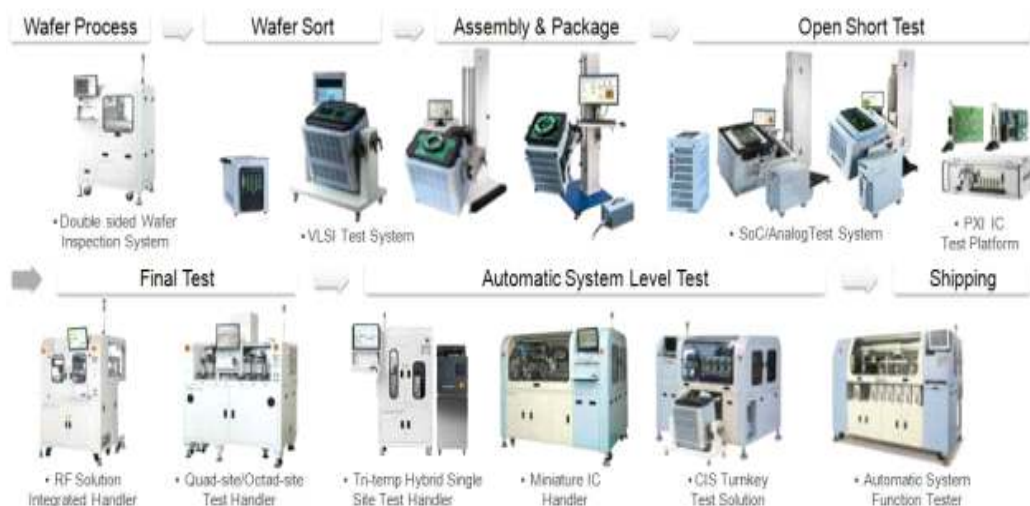 Wafer Process
Wafer Sort
Assembly & Package
Open Short Test
• Double sided Wafer
Inspection System
• VLSI Test System
• SoC/AnalogTest System
• PXI IC
Test Platform
Final Test
Automatic System Level Test
Shipping
• RF Solution
Integrated Handler
• Quad-site/Octad-site
Test Handler
• Tri-temp Hybrid Single
Site Test Handler
• Miniature IC
Handler
• CIS Turnkey
Test Solution
• Automatic System
Function Tester